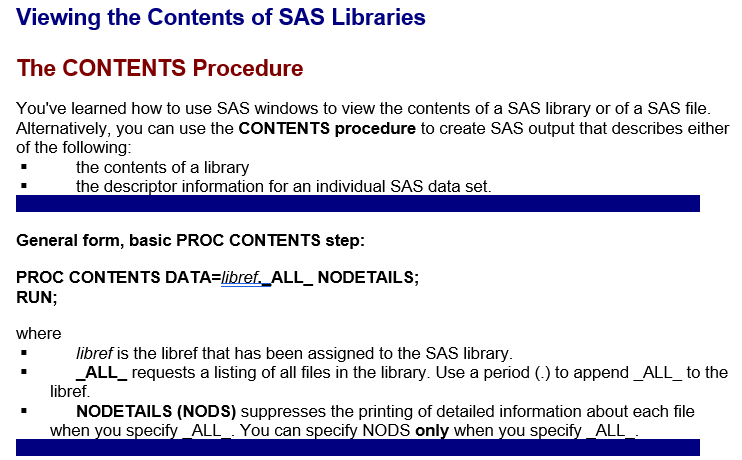 Viewing the Contents of SAS Libraries
The CONTENTS Procedure
You've learned how to use SAS windows to view the contents of a SAS library or of a SAS file.
Alternatively, you can use the CONTENTS procedure to create SAS output that describes either
of the following:
▪ the contents of a library
▪ the descriptor information for an individual SAS data set.
General form, basic PROC CONTENTS step:
PROC CONTENTS DATA=libref._ALL_ NODETAILS;
RUN;
where
▪ libref is the libref that has been assigned to the SAS library.
▪ _ALL_ requests a listing of all files in the library. Use a period (.) to append _ALL_ to the
libref.
▪ NODETAILS (NODS) suppresses the printing of detailed information about each file
when you specify _ALL_. You can specify NODS only when you specify _ALL_.